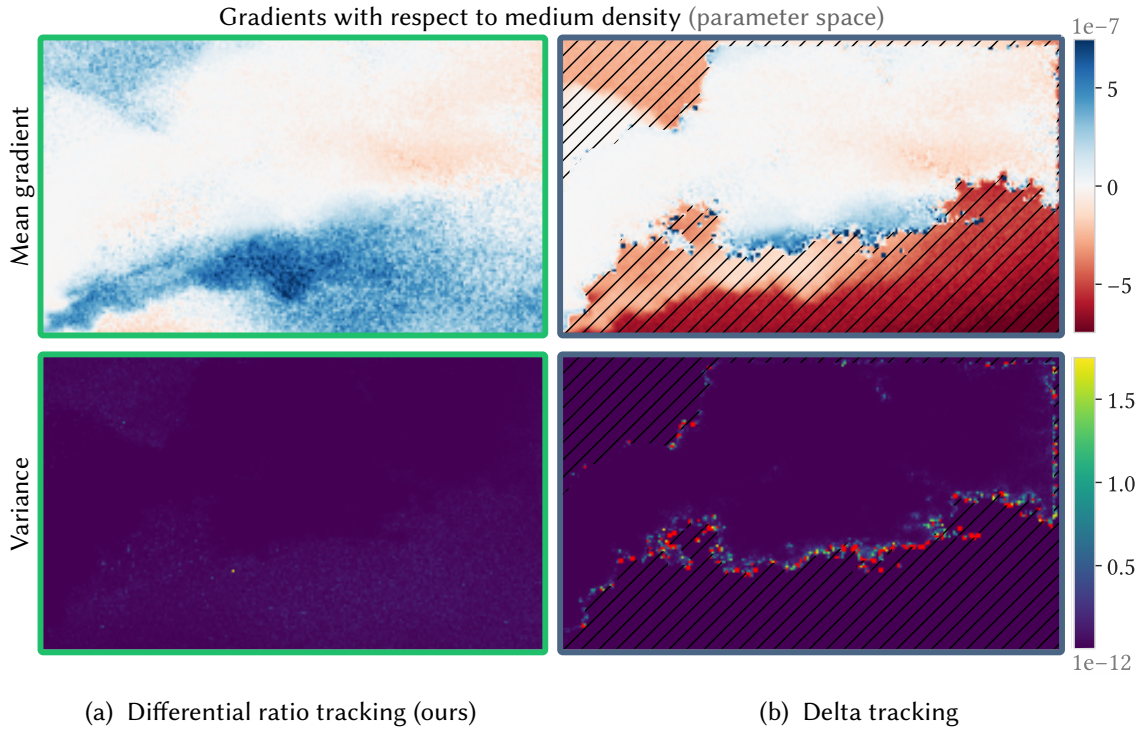 Gradients with respect to medium density (parameter space)
1e−7
Mean gradient
5
0
−5
Variance
1.5
1.0
0.5
1e−12
(a) Differential ratio tracking (ours)
(b) Delta tracking